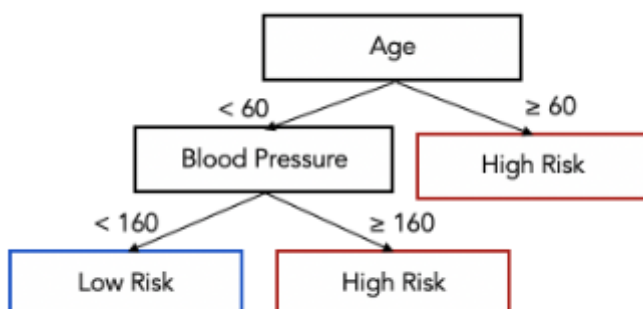 Age
< 60
≥ 60
Blood Pressure
High Risk
< 160
≥ 160
Low Risk
High Risk